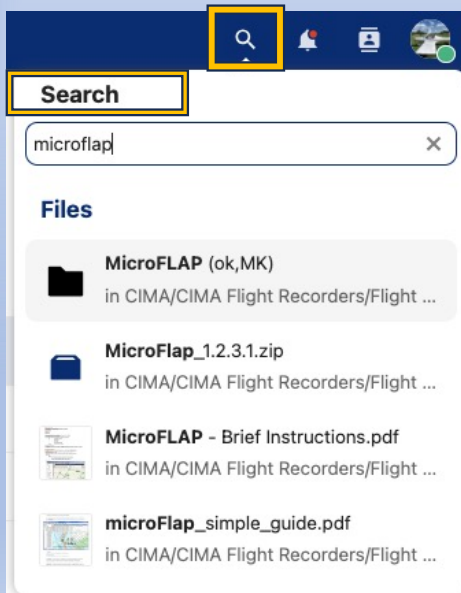 Search
microflap
Files
MicroFLAP (ok,MK)
in CIMA/CIMA Flight Recorders/Flight ...
MicroFlap_1.2.3.1.zip
in CIMA/CIMA Flight Recorders/Flight ...
MicroFLAP - Brief Instructions.pdf
in CIMA/CIMA Flight Recorders/Flight ...
microFlap_simple_guide.pdf
in CIMA/CIMA Flight Recorders/Flight ...